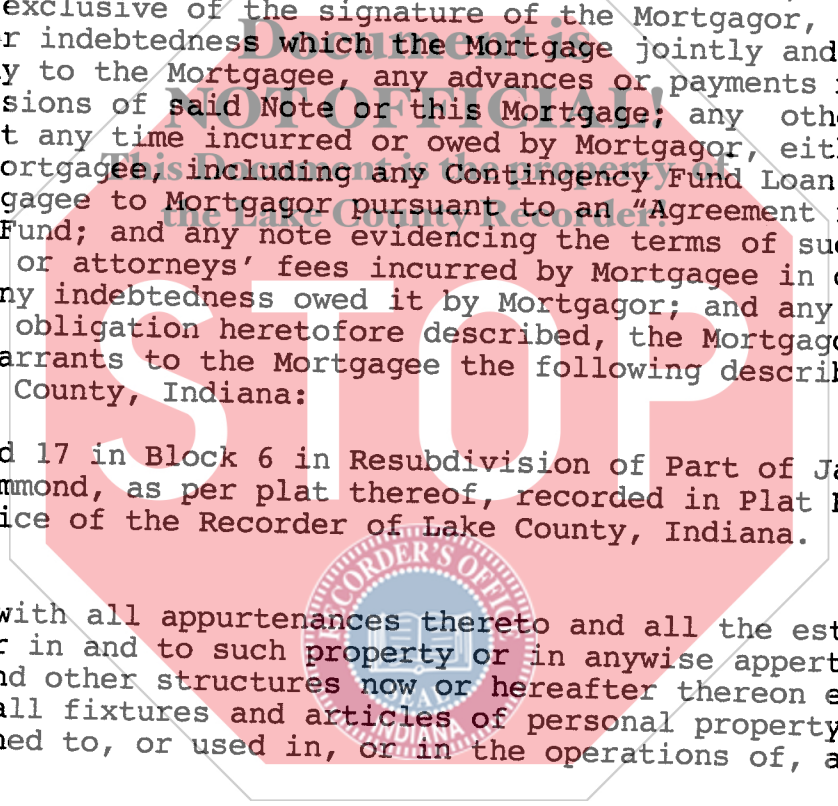 exclusive of the signature of the Mortgagor,
indebtedness which the Mortgage jointly and
to the Mortgagee, any advances or payments
sions of said Note or this Mortgage; any oth
t any time incurred or owed by Mortgagor, eit
ortgagee, including any Contingency Fund Loan
gagee to Mortgagor pursuant to an “Agreement
Fund; and any note evidencing the terms of suc
or attorneys’ fees incurred by Mortgagee in
ny indebtedness owed it by Mortgagor; and any
obligation heretofore described, the Mortgago
arrants to the Mortgagee the following describ
County, Indiana:
d 17 in Block 6 in Resubdivision of Part of Ja
mmond, as per plat thereof, recorded in Plat
ice of the Recorder of Lake County, Indiana.
with all appurtenances thereto and all the est
r in and to such property or in anywise appert
nd other structures now or hereafter thereon e
all fixtures and articles of personal property
ned to, or used in, or in the operations of, a
Document is
NOT OFFICIAL!
This Document is the property of
the Lake County Recorder!
STOP
RECORDER'S OFFICE
INDIANA